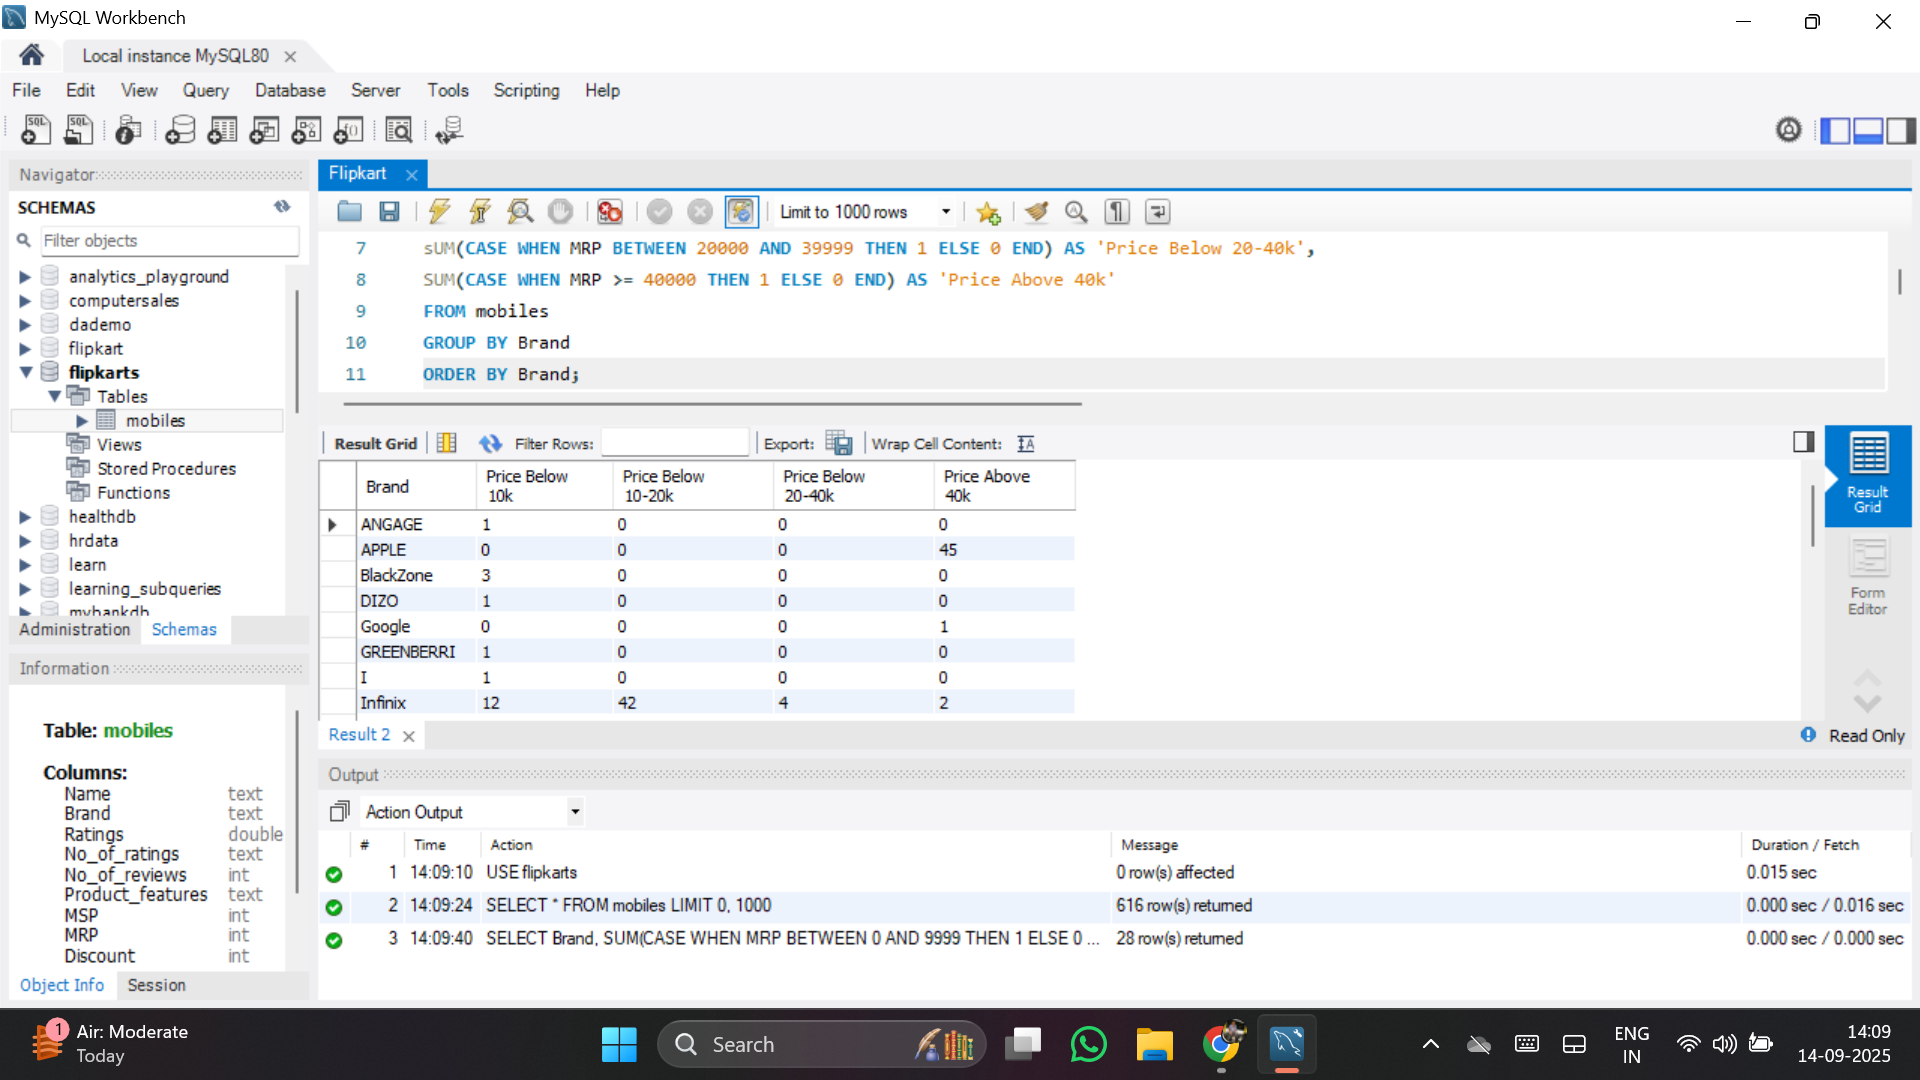 MySQL Workbench
Local instance MySQL80
File Edit View Query Database Server Tools Scripting Help
Navigator
SCHEMAS
Filter objects
analytics_playground
computersales
dademo
flipkart
flipkarts
Tables
mobiles
Views
Stored Procedures
Functions
healthdb
hrdata
learn
learning_subqueries
mybankdb
Administration Schemas
Information
Table: mobiles
Columns:
Name text
Brand text
Ratings double
No_of_ratings text
No_of_reviews int
Product_features text
MSP int
MRP int
Discount int
Object Info Session
Flipkart
Limit to 1000 rows
7 sUM(CASE WHEN MRP BETWEEN 20000 AND 39999 THEN 1 ELSE 0 END) AS 'Price Below 20-40k',
8 SUM(CASE WHEN MRP >= 40000 THEN 1 ELSE 0 END) AS 'Price Above 40k'
9 FROM mobiles
10 GROUP BY Brand
11 ORDER BY Brand;
Result Grid Filter Rows: Export: Wrap Cell Content: IA
Brand Price Below 10k Price Below 10-20k Price Below 20-40k Price Above 40k
ANGAGE 1 0 0 0
APPLE 0 0 0 45
BlackZone 3 0 0 0
DIZO 1 0 0 0
Google 0 0 0 1
GREENBERRI 1 0 0 0
I 1 0 0 0
Infinix 12 42 4 2
Result Grid
Form Editor
Result 2
Read Only
Output
Action Output
# Time Action Message Duration / Fetch
1 14:09:10 USE flipkarts 0 row(s) affected 0.015 sec
2 14:09:24 SELECT * FROM mobiles LIMIT 0, 1000 616 row(s) returned 0.000 sec / 0.016 sec
3 14:09:40 SELECT Brand, SUM(CASE WHEN MRP BETWEEN 0 AND 9999 THEN 1 ELSE 0 ... 28 row(s) returned 0.000 sec / 0.000 sec
1
Air: Moderate
Today
Search
ENG
IN
14:09
14-09-2025